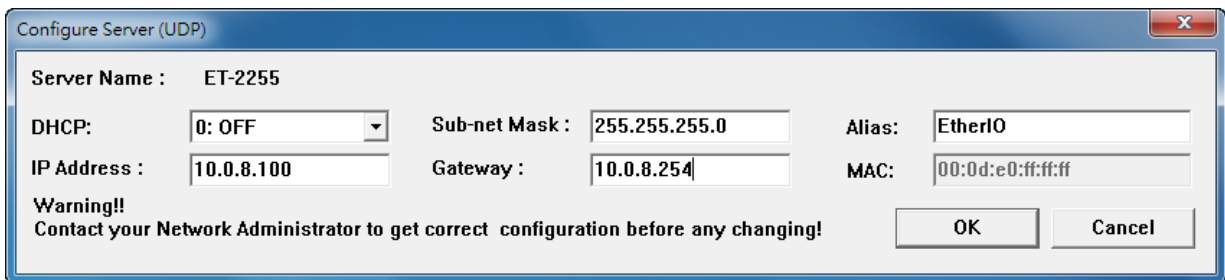 Configure Server (UDP)
Server Name : ET-2255
DHCP: 0: OFF Sub-net Mask : 255.255.255.0 Alias: EtherIO
IP Address : 10.0.8.100 Gateway : 10.0.8.254 MAC: 00:0d:e0:ff:ff:ff
Warning!!
Contact your Network Administrator to get correct configuration before any changing!
OK Cancel